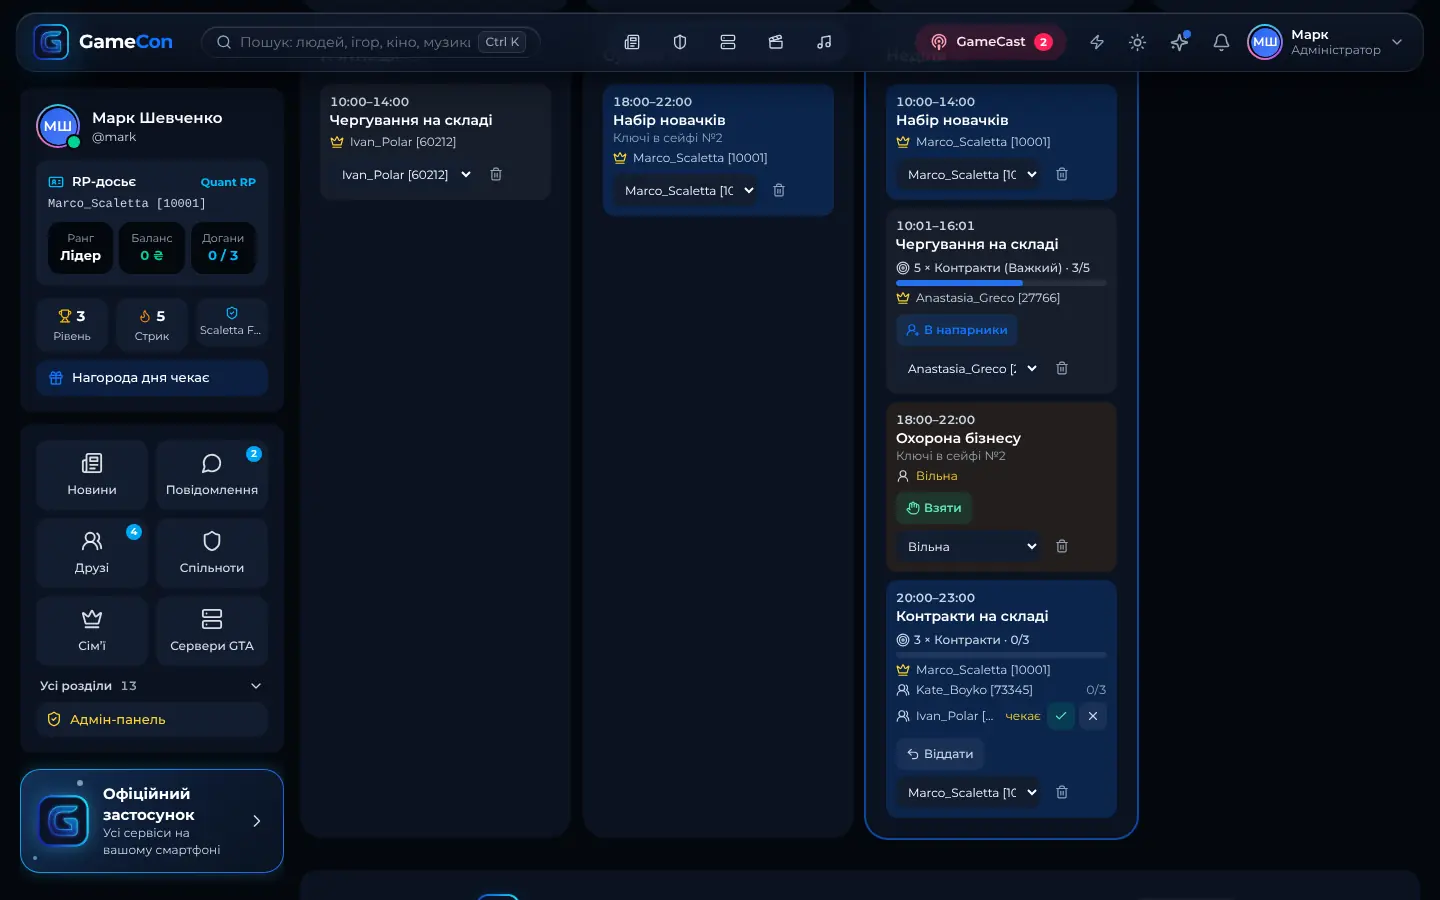 GameCon
Пошук: людей, ігор, кіно, музики
Ctrl K
GameCast 2
Марк
Адміністратор
МШ
Марк Шевченко
@mark
RP-досьє
Quant RP
Marco_Scaletta [10001]
Ранг
Лідер
Баланс
0 ₴
Догани
0 / 3
3
Рівень
5
Стрик
Scaletta F...
Нагорода дня чекає
Новини
2
Повідомлення
4
Друзі
Спільноти
Сім'ї
Сервери GTA
Усі розділи 13
Адмін-панель
Офіційний
застосунок
Усі сервіси на
вашому смартфоні
10:00–14:00
Чергування на складі
Ivan_Polar [60212]
Ivan_Polar [60212]
18:00–22:00
Набір новачків
Ключі в сейфі №2
Marco_Scaletta [10001]
Marco_Scaletta [10
10:00–14:00
Набір новачків
Marco_Scaletta [10001]
Marco_Scaletta [10
10:01–16:01
Чергування на складі
5 × Контракти (Важкий) · 3/5
Anastasia_Greco [27766]
В напарники
Anastasia_Greco [2
18:00–22:00
Охорона бізнесу
Ключі в сейфі №2
Вільна
Взяти
Вільна
20:00–23:00
Контракти на складі
3 × Контракти · 0/3
Marco_Scaletta [10001]
Kate_Boyko [73345] 0/3
Ivan_Polar [... чекає
Віддати
Marco_Scaletta [10